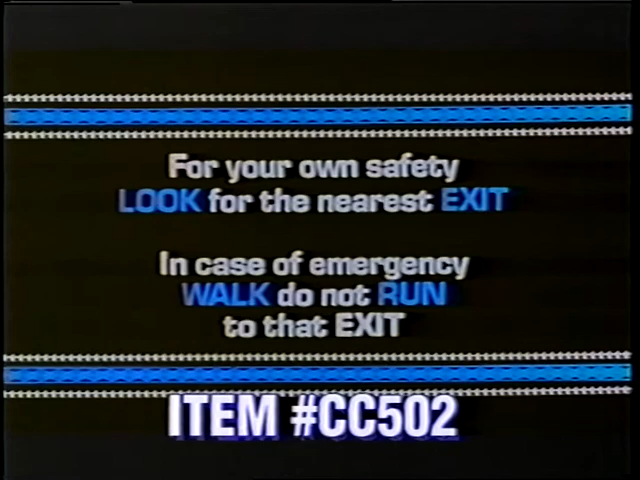 For your own safety
LOOK for the nearest EXIT
In case of emergency
WALK do not RUN
to that EXIT
ITEM #CC502